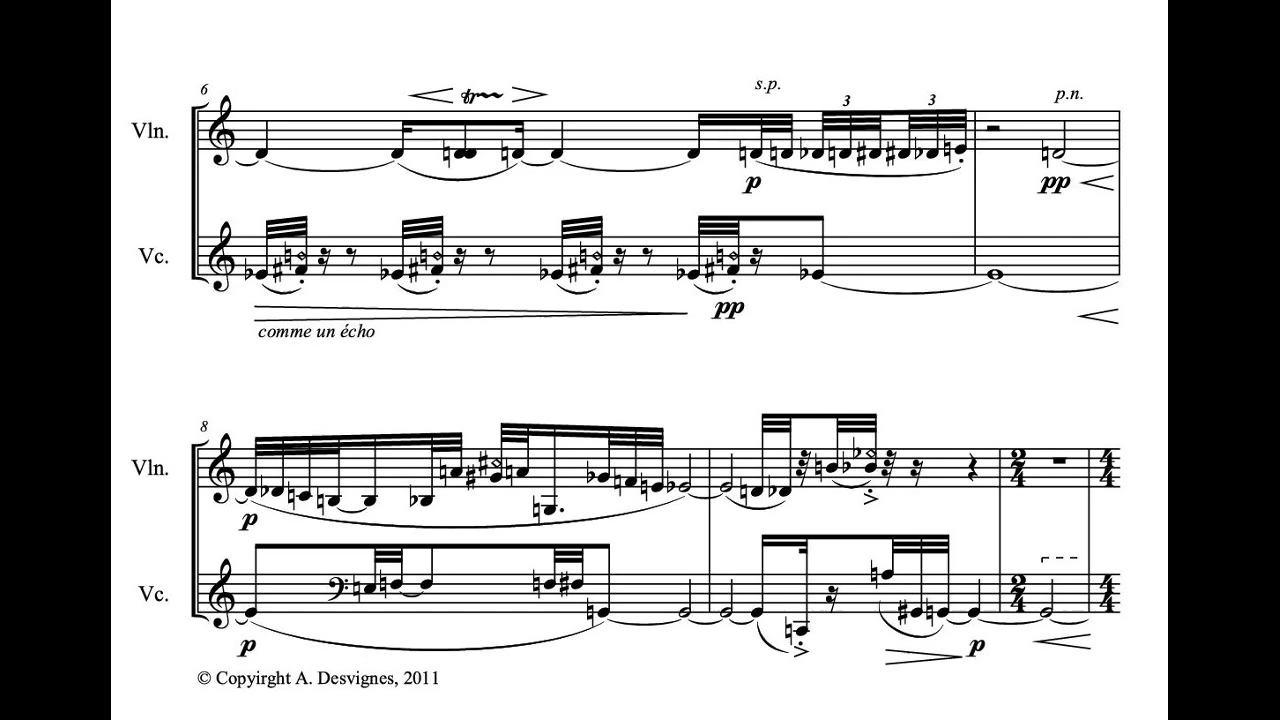 6
s.p.
p.n.
Vln.
3
3
p
pp
Vc.
pp
comme un écho
8
Vln.
2
4
4
4
p
Vc.
2
4
4
4
p
p
© Copyirght A. Desvignes, 2011